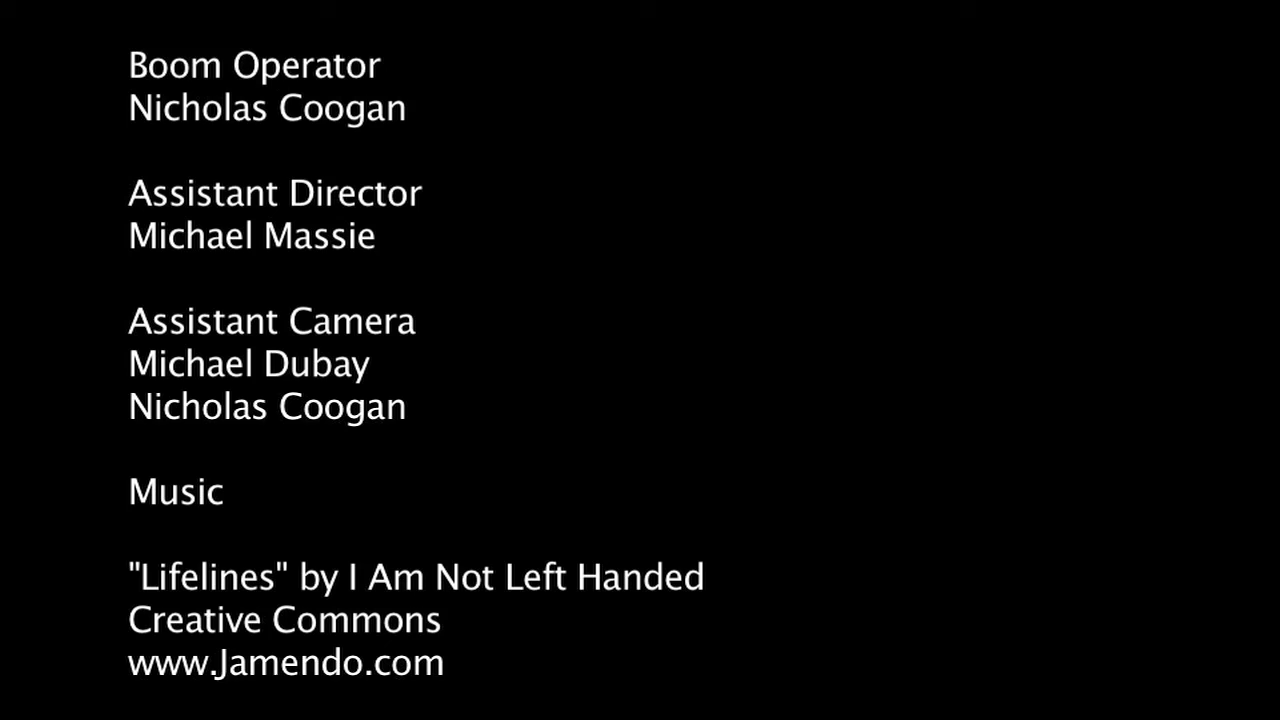 Boom Operator
Nicholas Coogan
Assistant Director
Michael Massie
Assistant Camera
Michael Dubay
Nicholas Coogan
Music
"Lifelines" by I Am Not Left Handed
Creative Commons
www.Jamendo.com